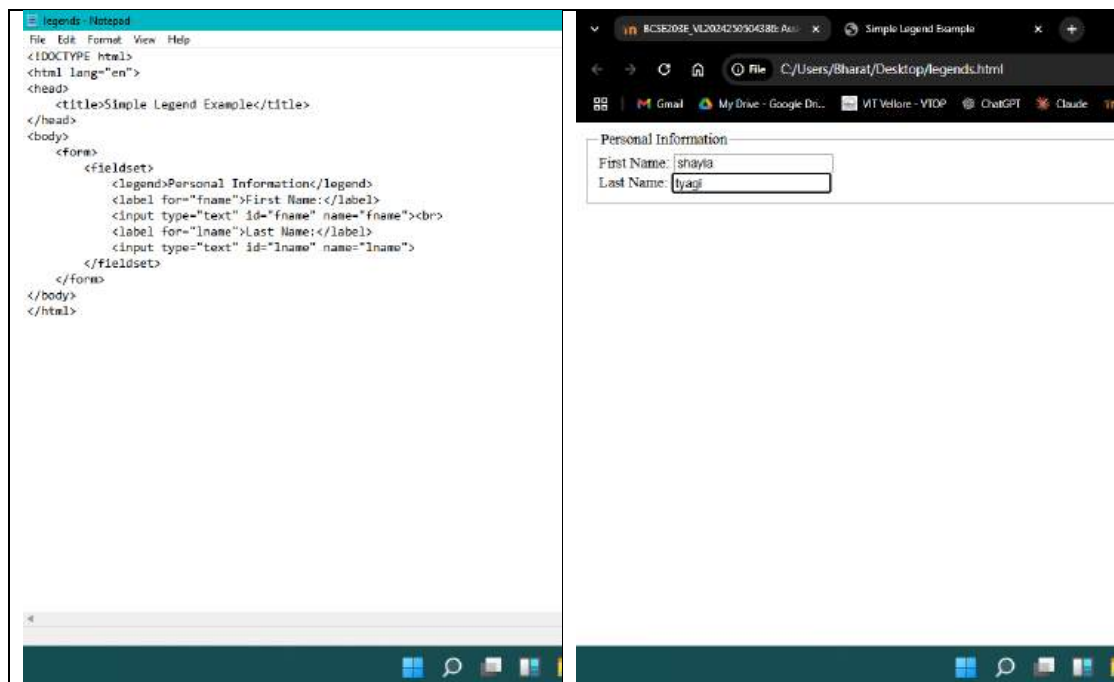 legends - Notepad
File Edit Format View Help
<!DOCTYPE html>
<html lang="en">
<head>
    <title>Simple Legend Example</title>
</head>
<body>
    <form>
        <fieldset>
            <legend>Personal Information</legend>
            <label for="fname">First Name:</label>
            <input type="text" id="fname" name="fname"><br>
            <label for="lname">Last Name:</label>
            <input type="text" id="lname" name="lname">
        </fieldset>
    </form>
</body>
</html>
Simple Legend Example
File C:/Users/Bharat/Desktop/legends.html
Gmail My Drive - Google Dri... VIT Vellore - VTOP ChatGPT Claude
Personal Information
First Name: shayla
Last Name: tyagi